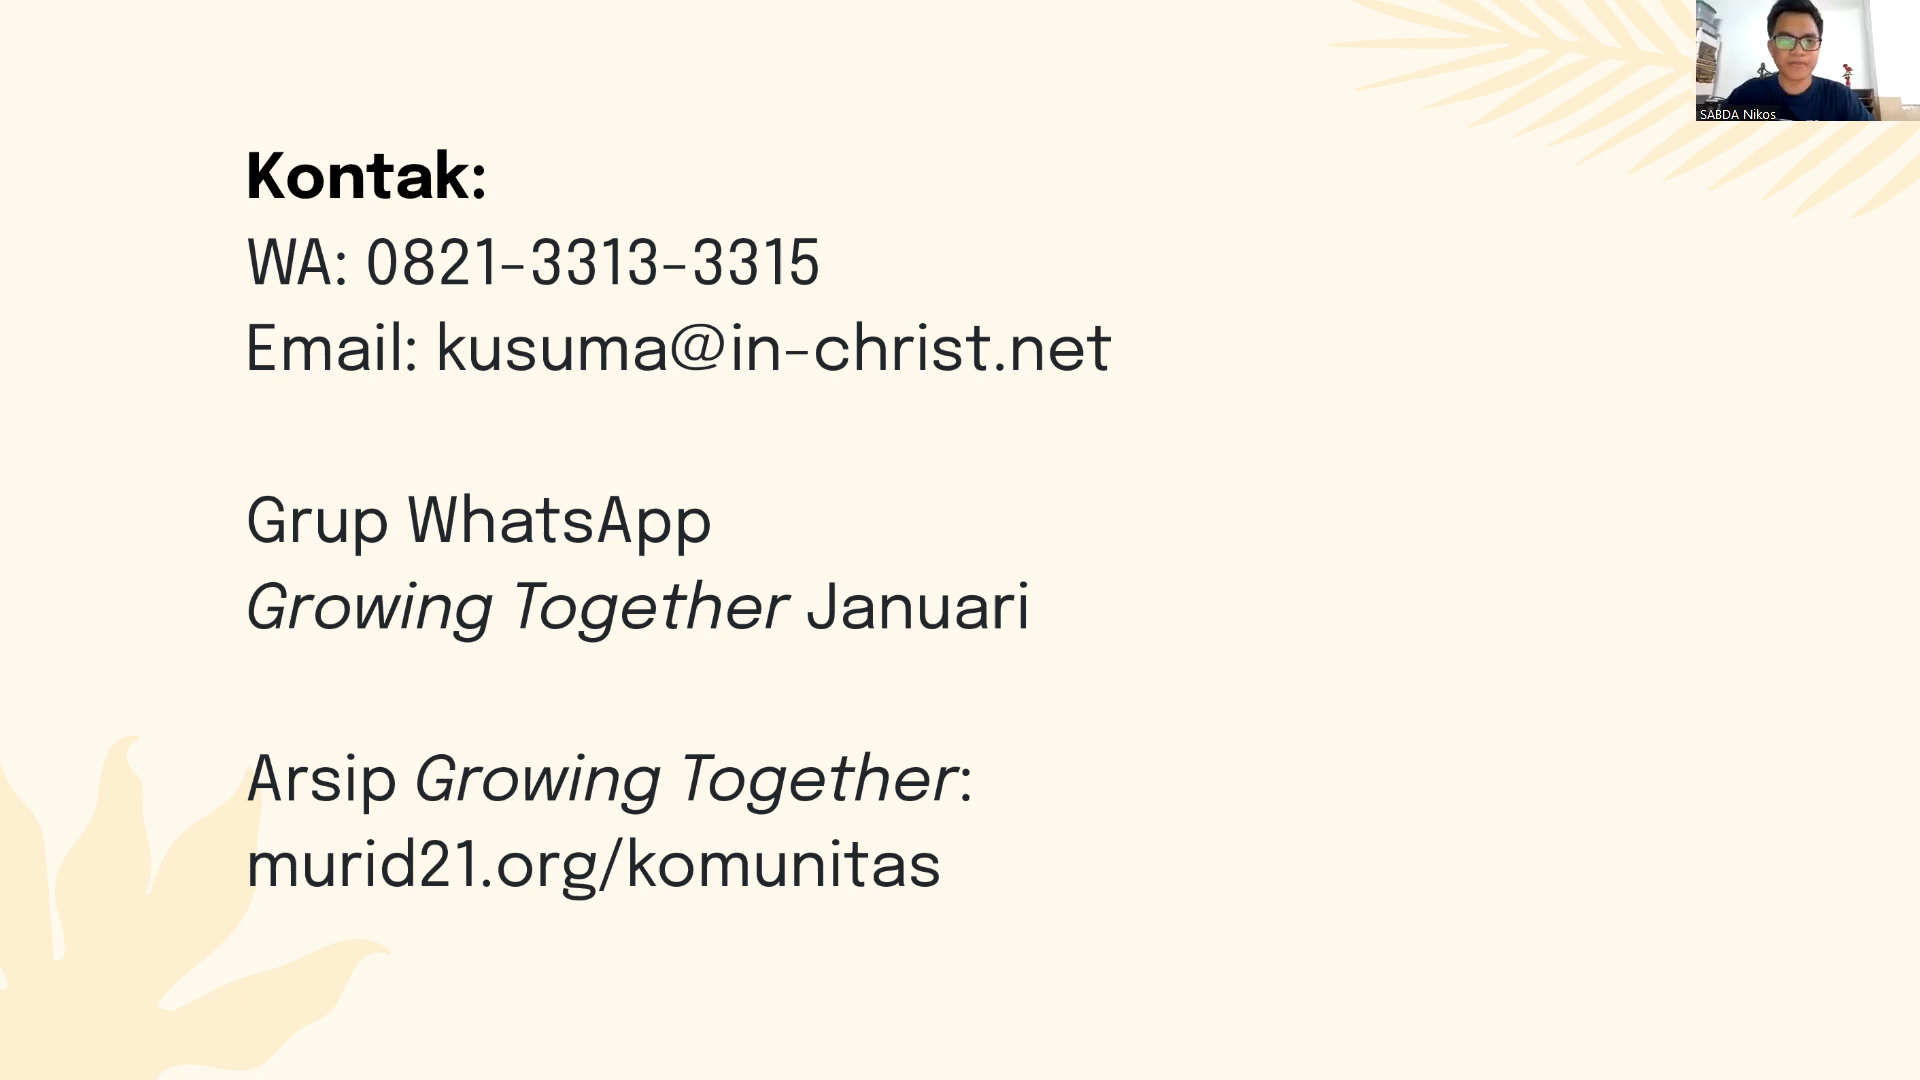 SABDA Nikos
Kontak:
WA: 0821-3313-3315
Email: kusuma@in-christ.net
Grup WhatsApp
Growing Together Januari
Arsip Growing Together:
murid21.org/komunitas